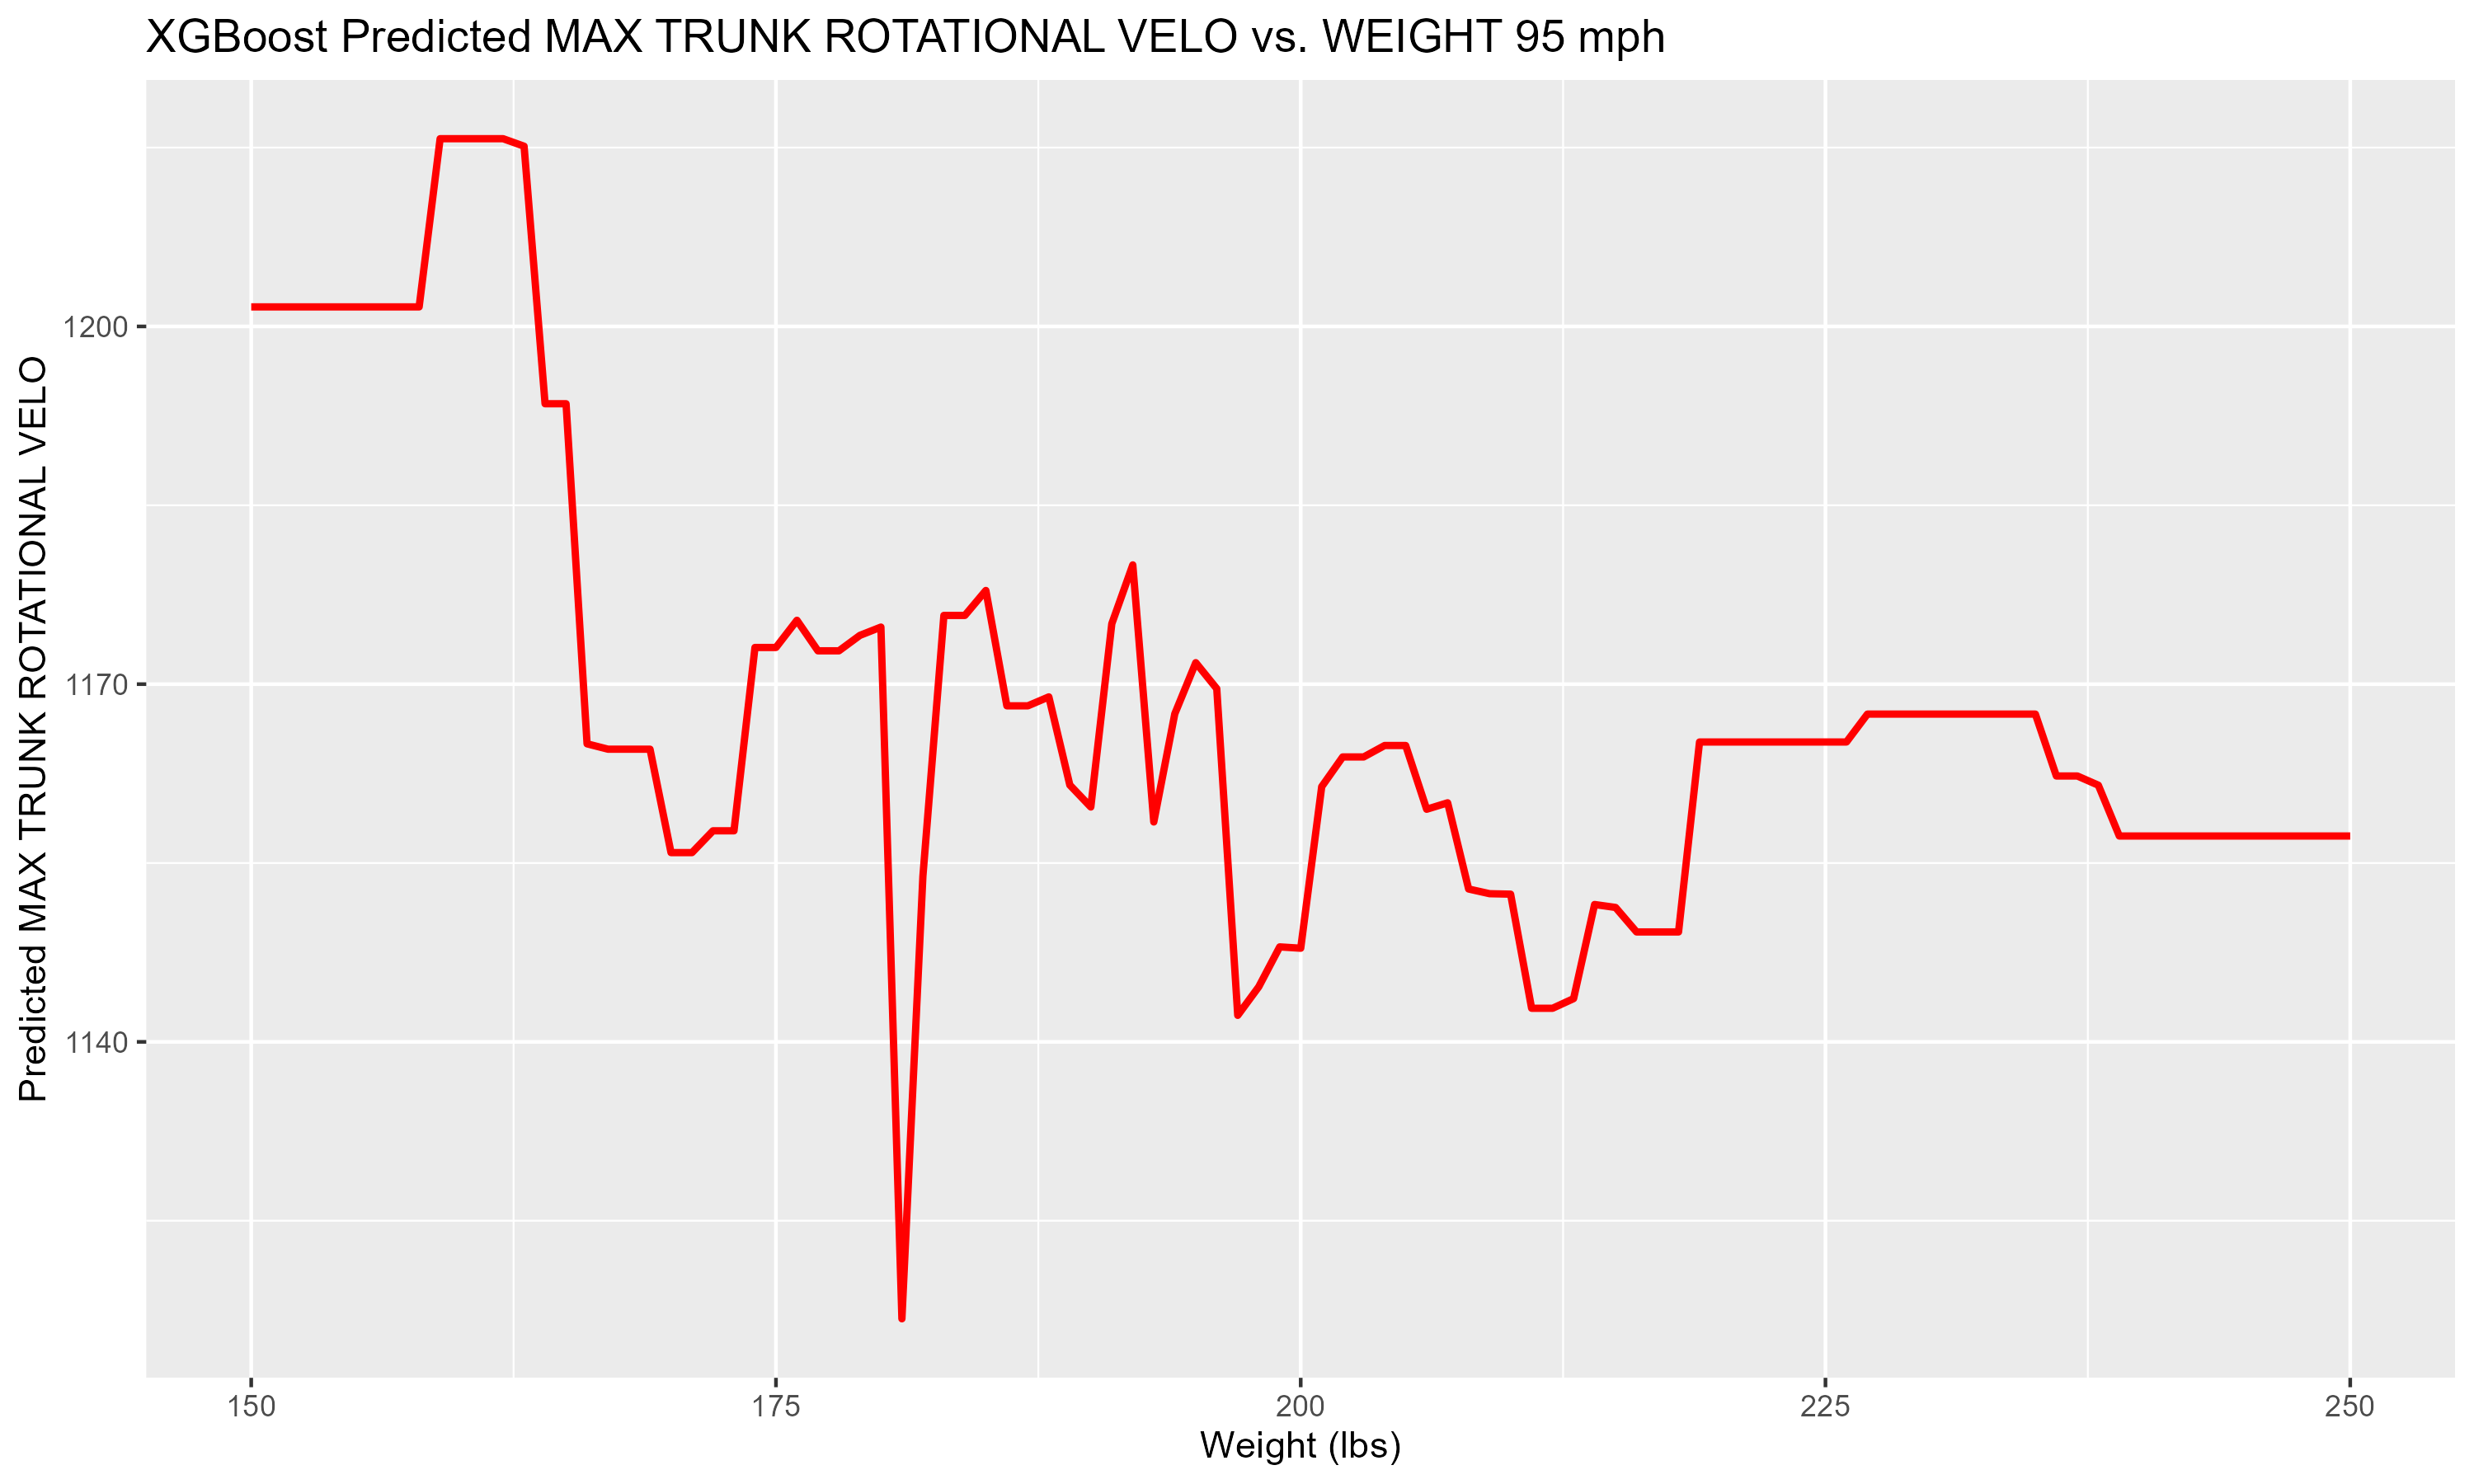 XGBoost Predicted MAX TRUNK ROTATIONAL VELO vs. WEIGHT 95 mph
Predicted MAX TRUNK ROTATIONAL VELO
1200
1170
1140
150
175
200
225
250
Weight (lbs)